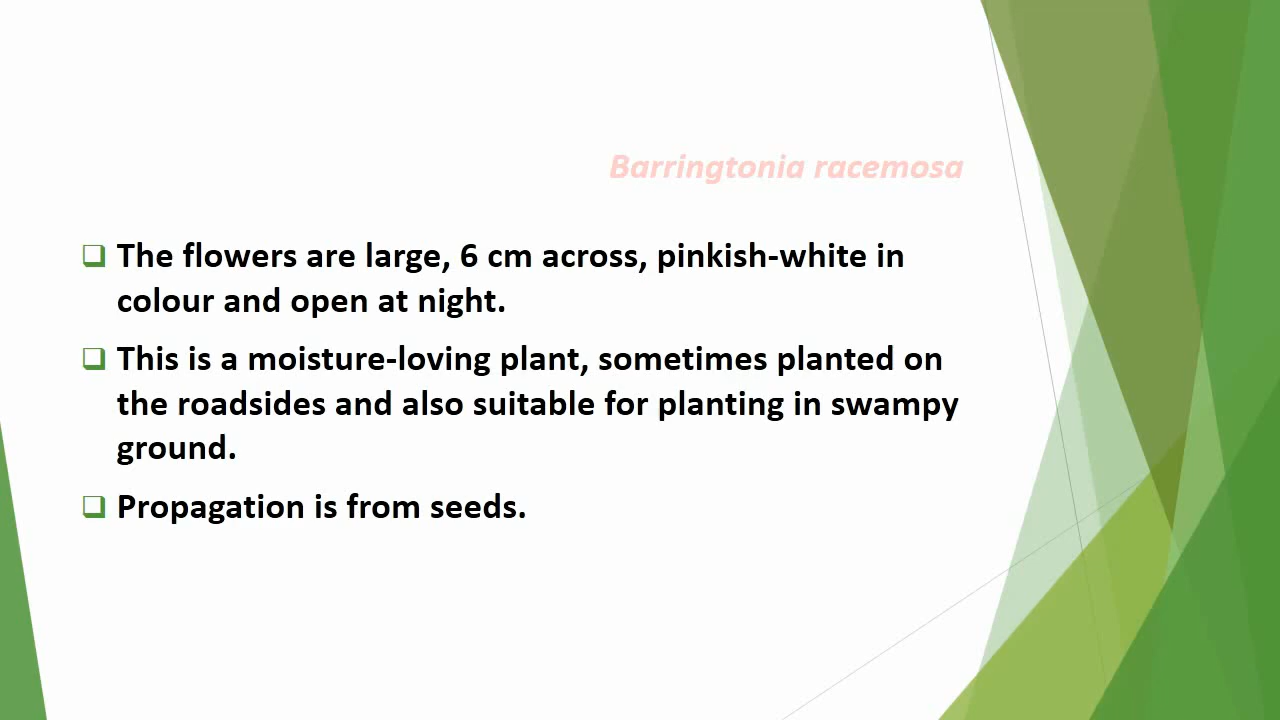 Barringtonia racemosa
The flowers are large, 6 cm across, pinkish-white in
colour and open at night.
This is a moisture-loving plant, sometimes planted on
the roadsides and also suitable for planting in swampy
ground.
Propagation is from seeds.